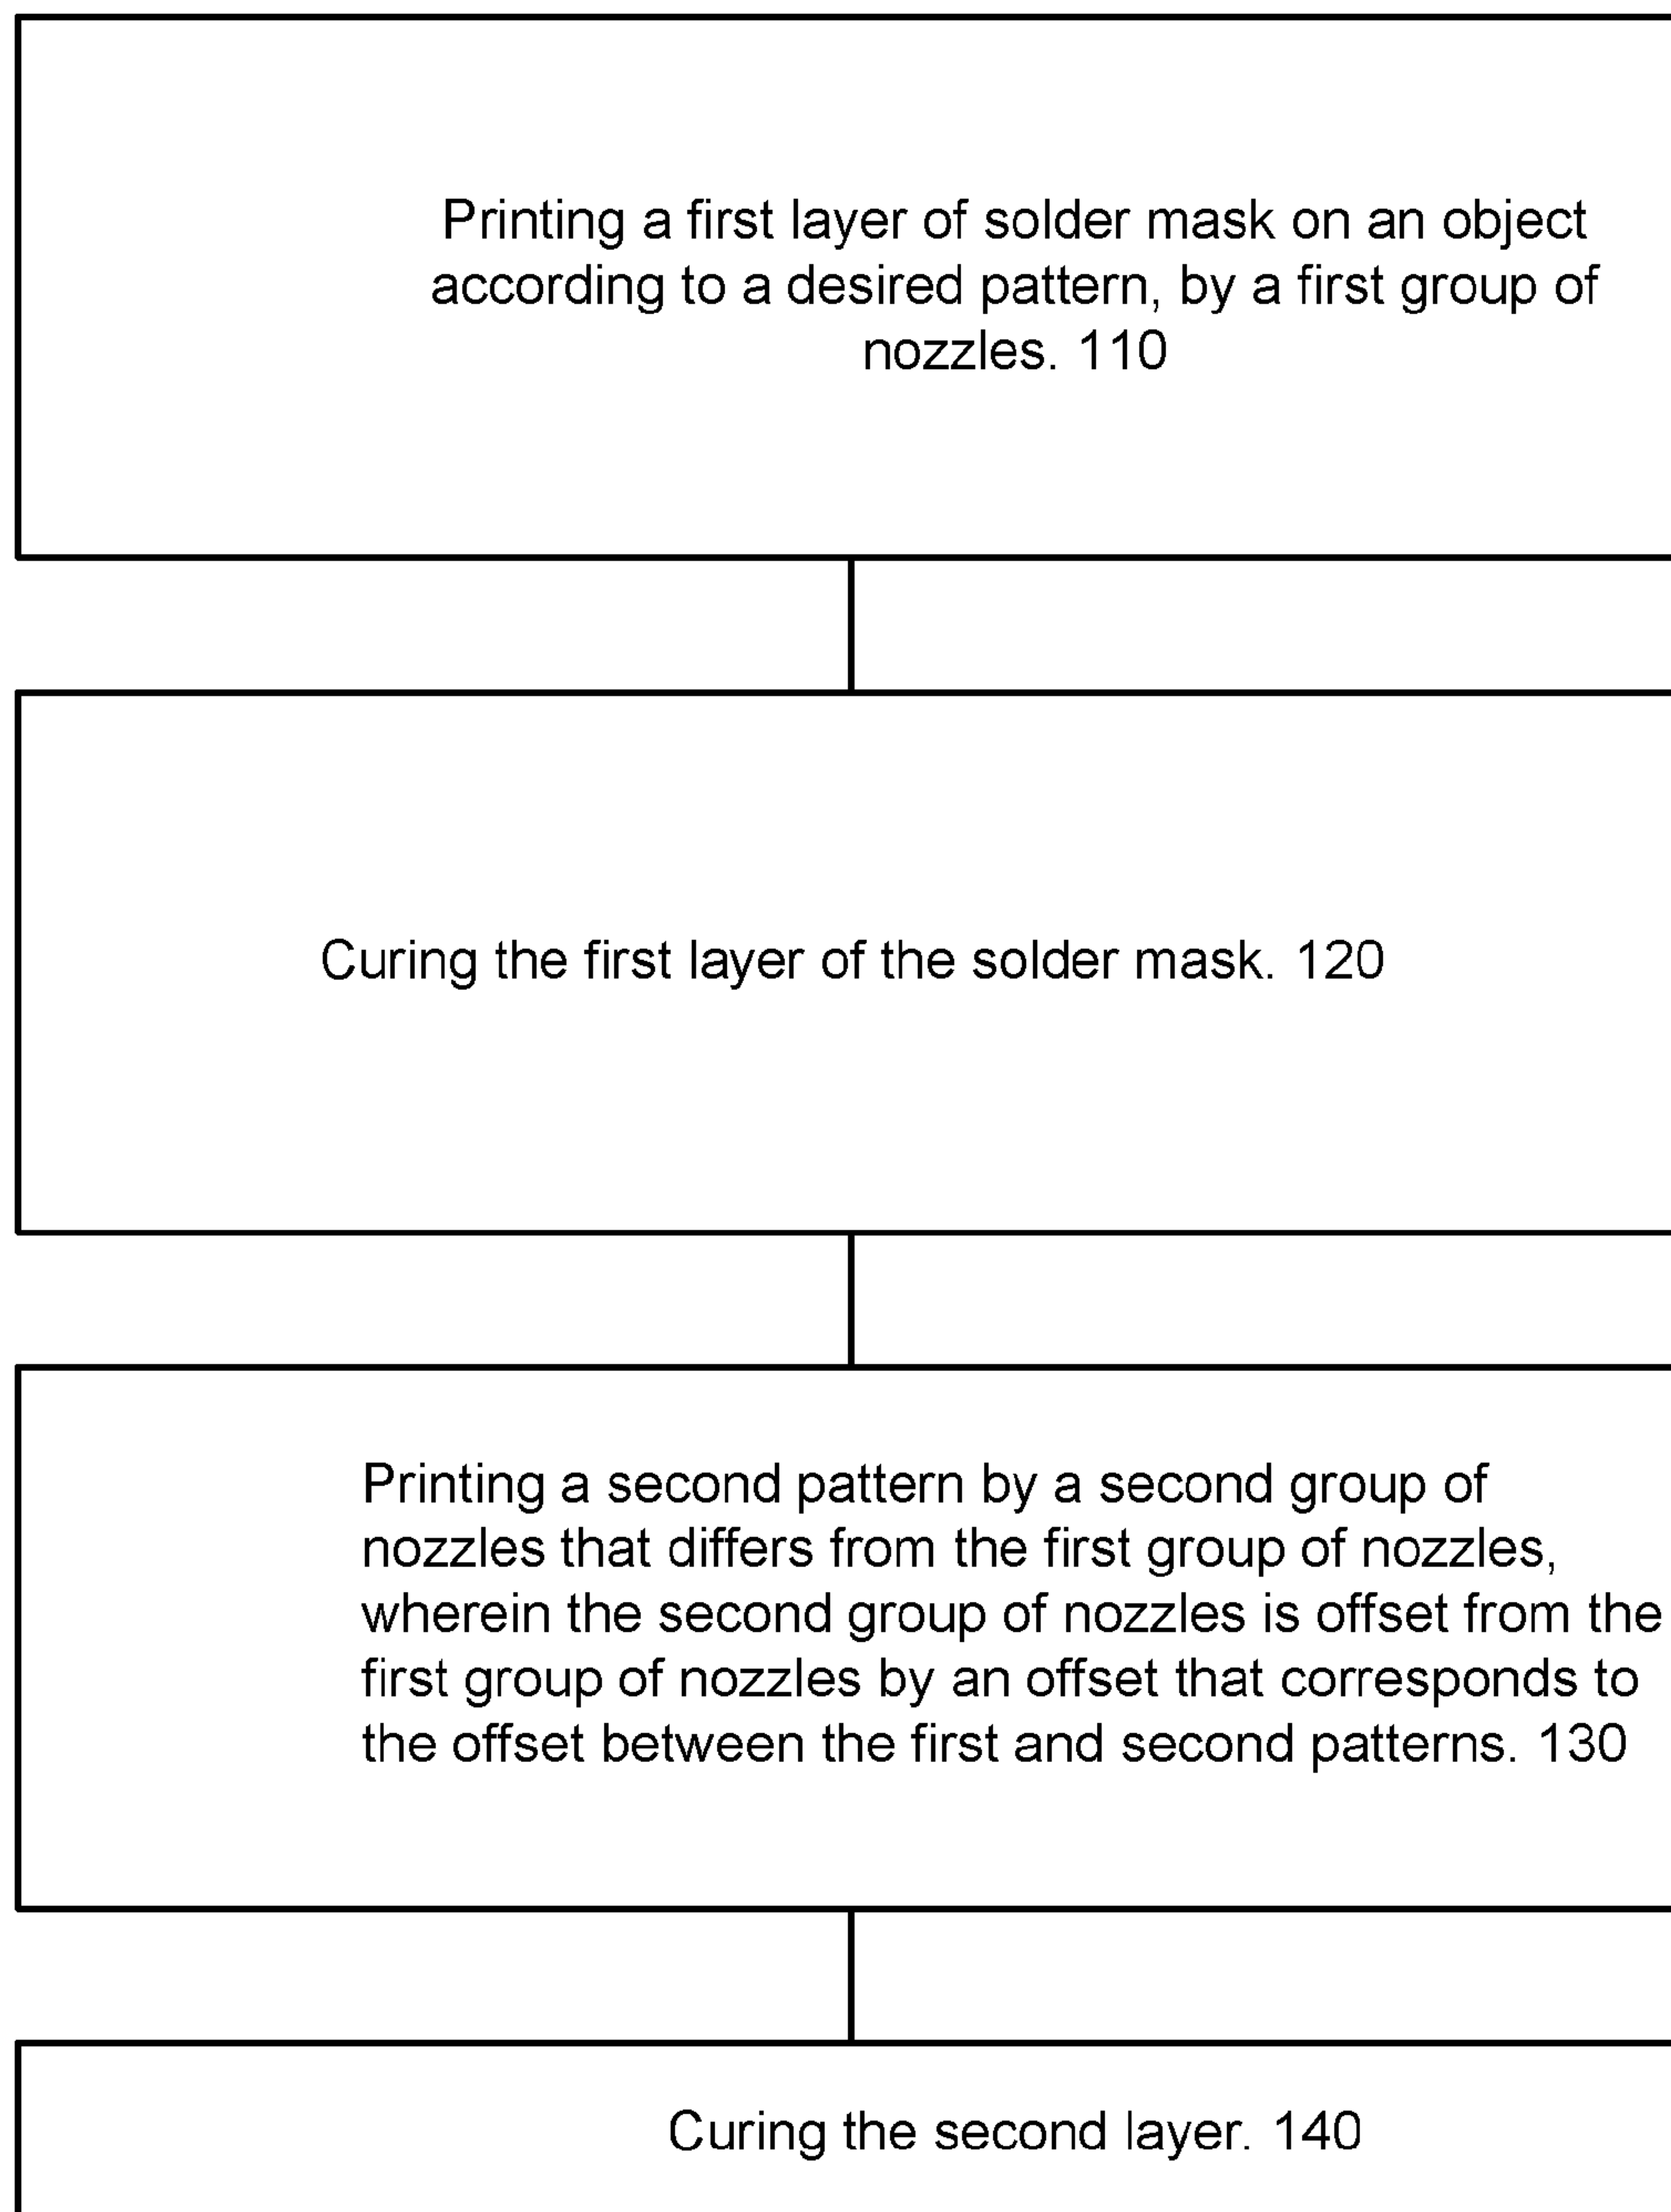 Printing a first layer of solder mask on an object
according to a desired pattern, by a first group of
nozzles. 110
Curing the first layer of the solder mask. 120
Printing a second pattern by a second group of
nozzles that differs from the first group of nozzles,
wherein the second group of nozzles is offset from the
first group of nozzles by an offset that corresponds to
the offset between the first and second patterns. 130
Curing the second layer. 140